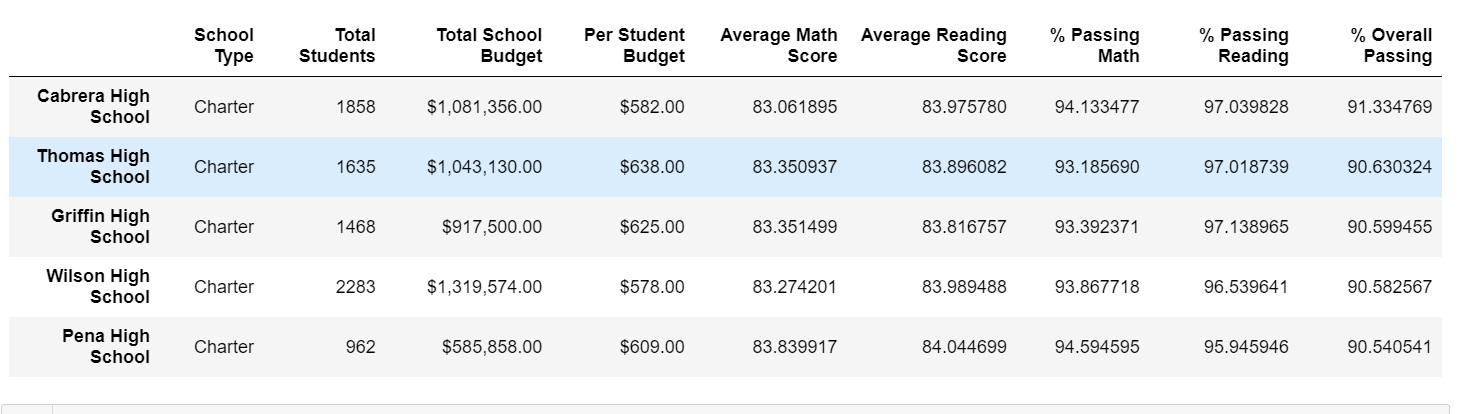 School Type Total Students Total School Budget Per Student Budget Average Math Score Average Reading Score % Passing Math % Passing Reading % Overall Passing
Cabrera High School Charter 1858 $1,081,356.00 $582.00 83.061895 83.975780 94.133477 97.039828 91.334769
Thomas High School Charter 1635 $1,043,130.00 $638.00 83.350937 83.896082 93.185690 97.018739 90.630324
Griffin High School Charter 1468 $917,500.00 $625.00 83.351499 83.816757 93.392371 97.138965 90.599455
Wilson High School Charter 2283 $1,319,574.00 $578.00 83.274201 83.989488 93.867718 96.539641 90.582567
Pena High School Charter 962 $585,858.00 $609.00 83.839917 84.044699 94.594595 95.945946 90.540541